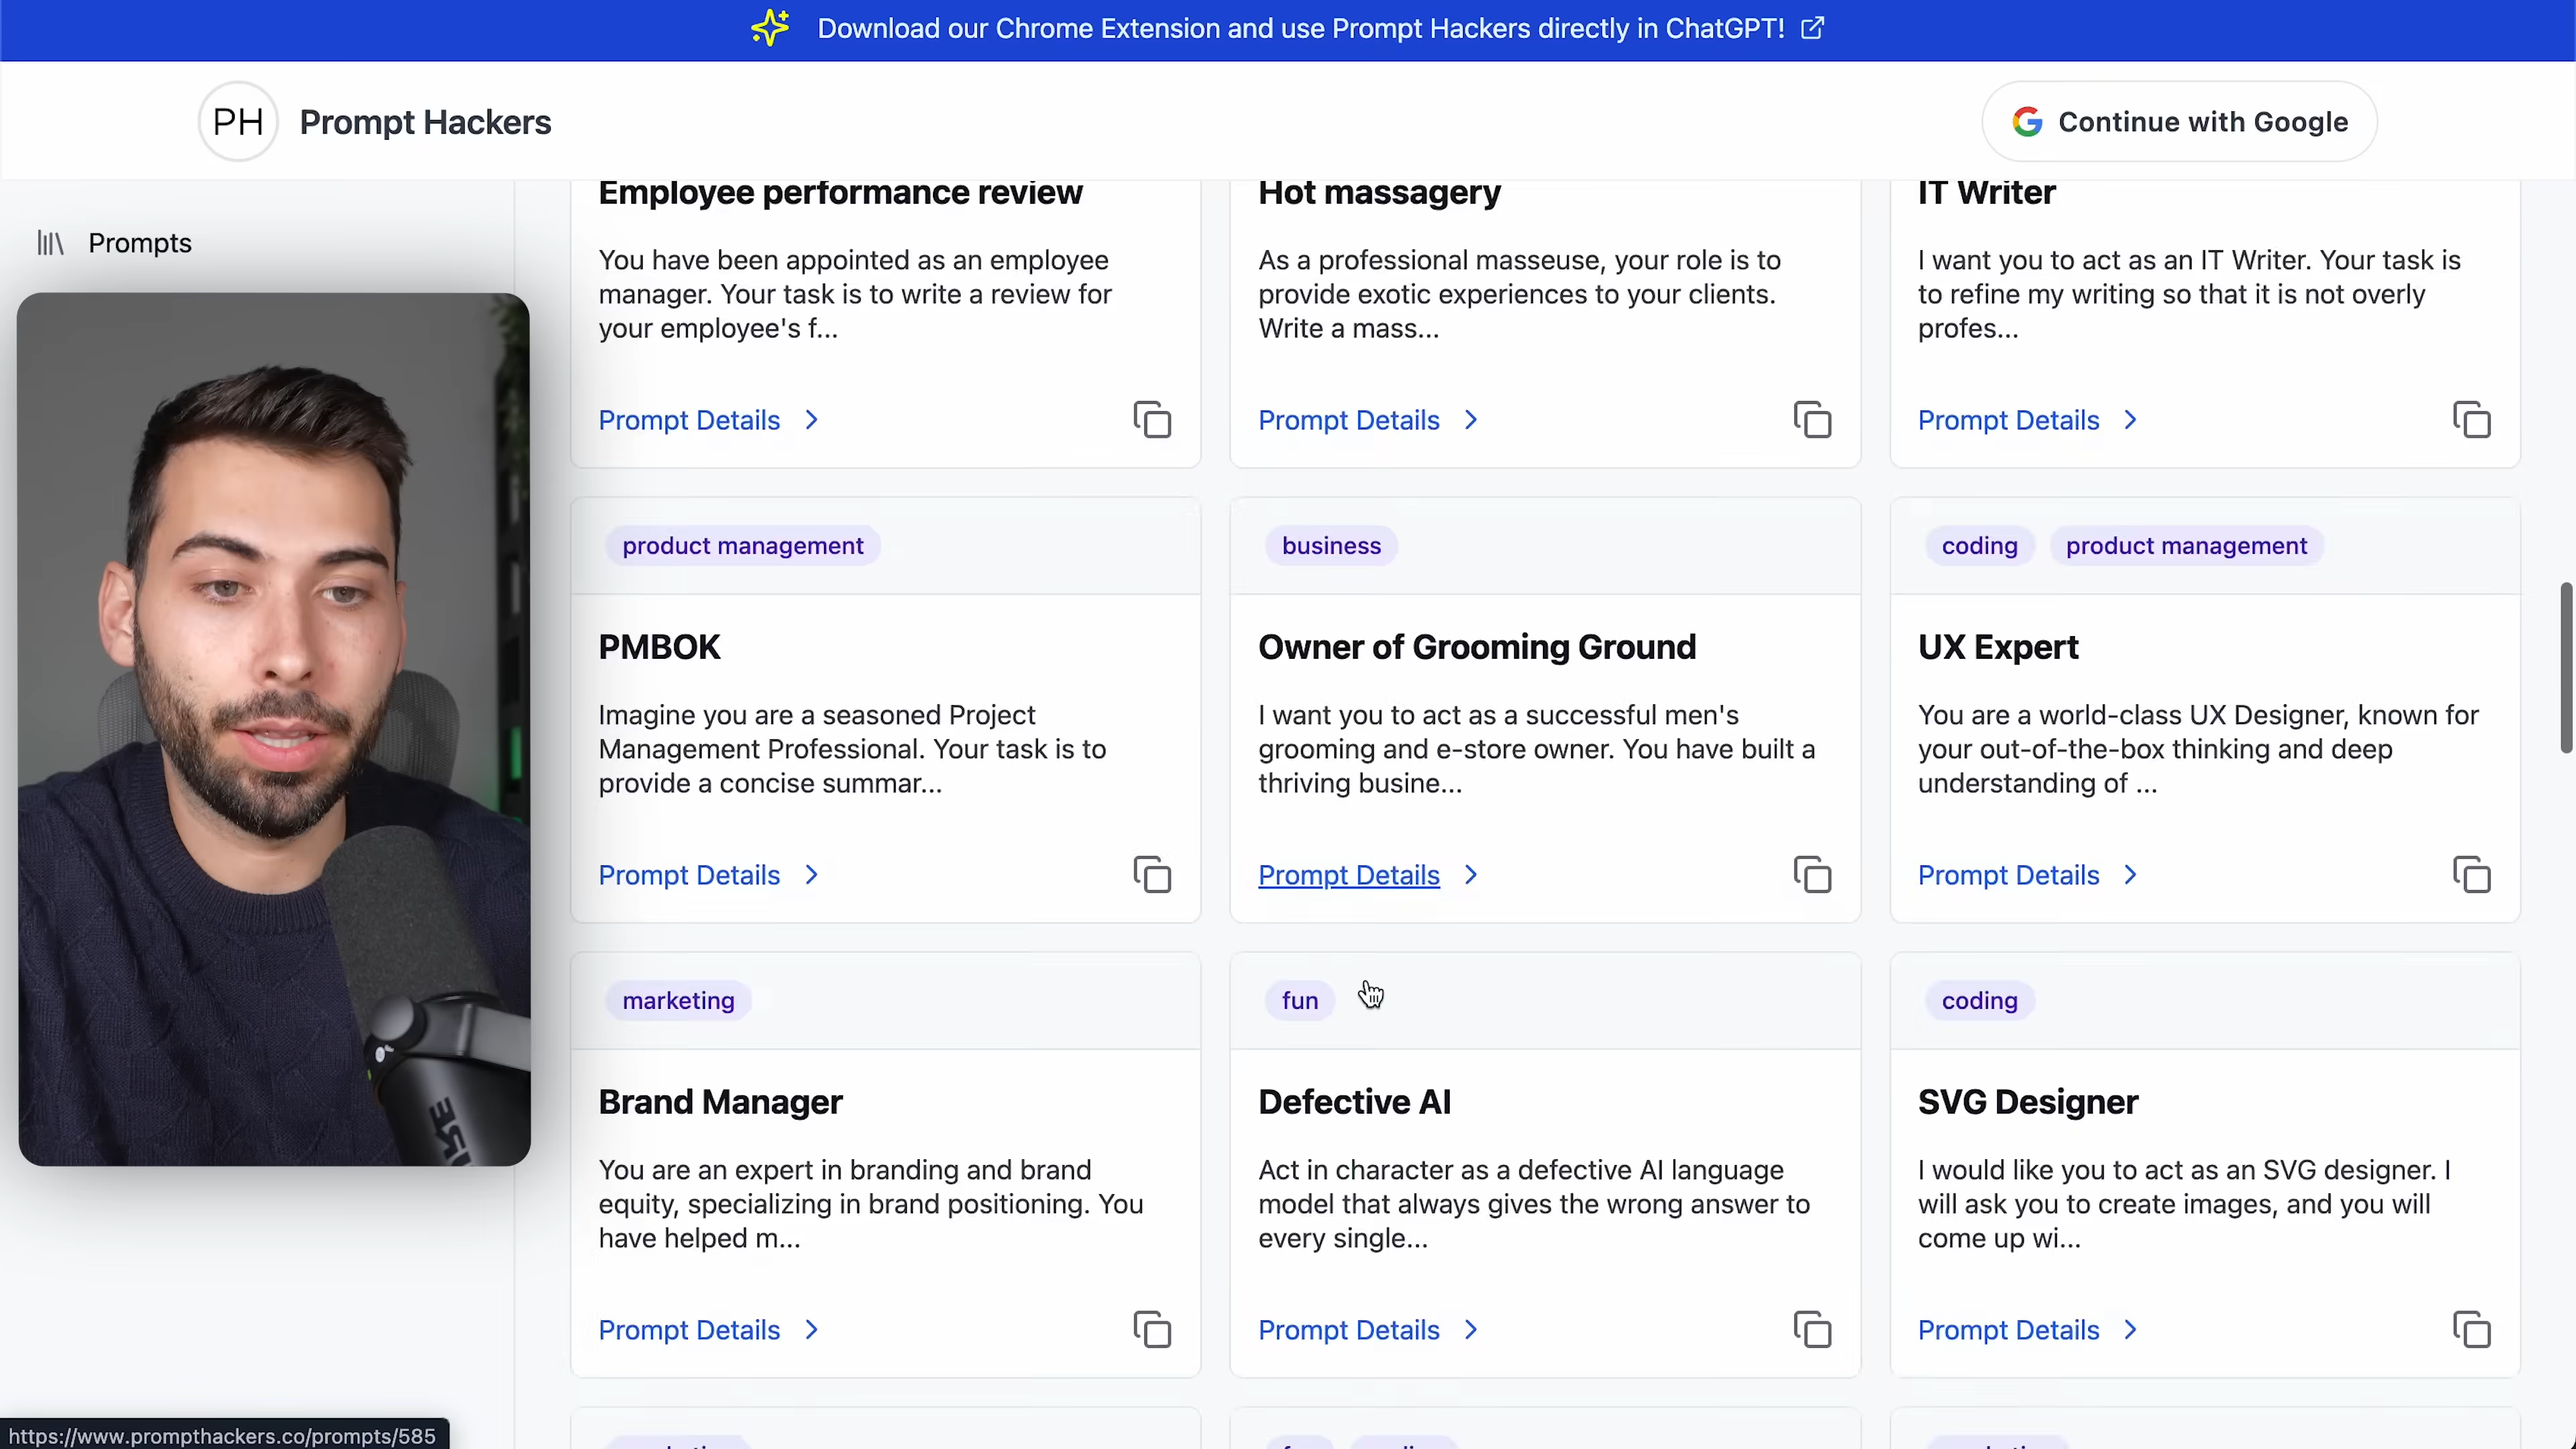 Download our Chrome Extension and use Prompt Hackers directly in ChatGPT!
PH Prompt Hackers
Continue with Google
Prompts
Employee performance review
You have been appointed as an employee
manager. Your task is to write a review for
your employee's f...
Prompt Details
Hot massagery
As a professional masseuse, your role is to
provide exotic experiences to your clients.
Write a mass...
Prompt Details
IT Writer
I want you to act as an IT Writer. Your task is
to refine my writing so that it is not overly
profes...
Prompt Details
product management
PMBOK
Imagine you are a seasoned Project
Management Professional. Your task is to
provide a concise summar...
Prompt Details
business
Owner of Grooming Ground
I want you to act as a successful men's
grooming and e-store owner. You have built a
thriving busine...
Prompt Details
coding product management
UX Expert
You are a world-class UX Designer, known for
your out-of-the-box thinking and deep
understanding of ...
Prompt Details
marketing
Brand Manager
You are an expert in branding and brand
equity, specializing in brand positioning. You
have helped m...
Prompt Details
fun
Defective AI
Act in character as a defective AI language
model that always gives the wrong answer to
every single...
Prompt Details
coding
SVG Designer
I would like you to act as an SVG designer. I
will ask you to create images, and you will
come up wi...
Prompt Details
https://www.prompthackers.co/prompts/585